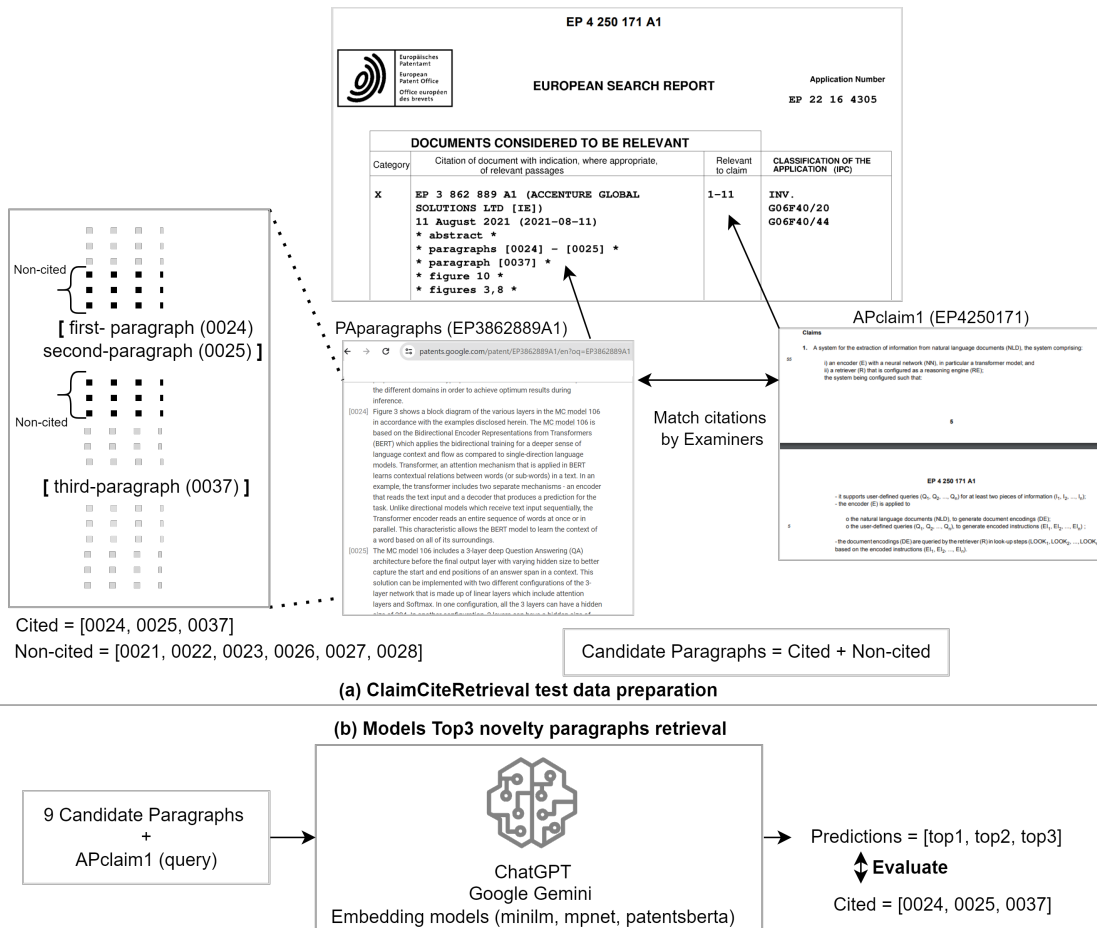 EP 4 250 171 A1
Europäisches
Patentamt
European
Patent Office
Office européen
des brevets
EUROPEAN SEARCH REPORT
Application Number
EP 22 16 4305
DOCUMENTS CONSIDERED TO BE RELEVANT
Category
Citation of document with indication, where appropriate,
of relevant passages
Relevant
to claim
CLASSIFICATION OF THE
APPLICATION (IPC)
X
EP 3 862 889 A1 (ACCENTURE GLOBAL
SOLUTIONS LTD [IE])
11 August 2021 (2021-08-11)
* abstract *
* paragraphs [0024] - [0025] *
* paragraph [0037] *
* figure 10 *
* figures 3,8 *
1-11
INV.
G06F40/20
G06F40/44
Non-cited
[ first- paragraph (0024)
second-paragraph (0025) ]
Non-cited
[ third-paragraph (0037) ]
Cited = [0024, 0025, 0037]
Non-cited = [0021, 0022, 0023, 0026, 0027, 0028]
PAparagraphs (EP3862889A1)
patents.google.com/patent/EP3862889A1/en?oq=EP3862889A1
the different domains in order to achieve optimum results during
inference.
[0024] Figure 3 shows a block diagram of the various layers in the MC model 106
in accordance with the examples disclosed herein. The MC model 106 is
based on the Bidirectional Encoder Representations from Transformers
(BERT) which applies the bidirectional training for a deeper sense of
language context and flow as compared to single-direction language
models. Transformer, an attention mechanism that is applied in BERT
learns contextual relations between words (or sub-words) in a text. In an
example, the transformer includes two separate mechanisms - an encoder
that reads the text input and a decoder that produces a prediction for the
task. Unlike directional models which receive text input sequentially, the
Transformer encoder reads an entire sequence of words at once or in
parallel. This characteristic allows the BERT model to learn the context of
a word based on all of its surroundings.
[0025] The MC model 106 includes a 3-layer deep Question Answering (QA)
architecture before the final output layer with varying hidden size to better
capture the start and end positions of an answer span in a context. This
solution can be implemented with two different configurations of the 3-
layer network that is made up of linear layers which include attention
layers and Softmax. In one configuration, all the 3 layers can have a hidden
Match citations
by Examiners
APclaim1 (EP4250171)
Claims
1. A system for the extraction of information from natural language documents (NLD), the system comprising:
55
i) an encoder (E) with a neural network (NN), in particular a transformer model; and
ii) a retriever (R) that is configured as a reasoning engine (RE);
the system being configured such that:
5
EP 4 250 171 A1
- it supports user-defined queries (Q1, Q2, ..., Qn) for at least two pieces of information (I1, I2, ..., In);
- the encoder (E) is applied to
o the natural language documents (NLD), to generate document encodings (DE);
5
o the user-defined queries (Q1, Q2, ..., Qn), to generate encoded instructions (EI1, EI2, ..., EIn) ;
- the document encodings (DE) are queried by the retriever (R) in look-up steps (LOOK1, LOOK2, ..., LOOK
based on the encoded instructions (EI1, EI2, ..., EIn).
Candidate Paragraphs = Cited + Non-cited
(a) ClaimCiteRetrieval test data preparation
(b) Models Top3 novelty paragraphs retrieval
9 Candidate Paragraphs
+
APclaim1 (query)
ChatGPT
Google Gemini
Embedding models (minilm, mpnet, patentsberta)
Predictions = [top1, top2, top3]
Evaluate
Cited = [0024, 0025, 0037]